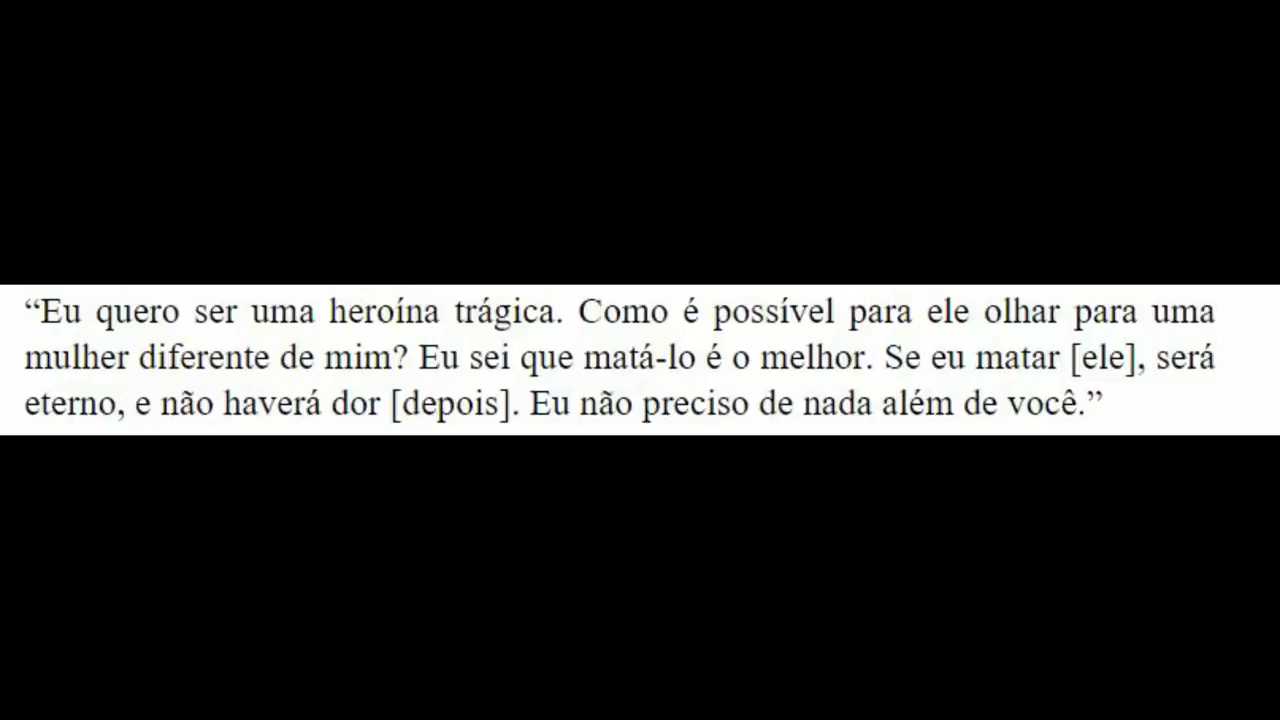 “Eu quero ser uma heroína trágica. Como é possível para ele olhar para uma
mulher diferente de mim? Eu sei que matá-lo é o melhor. Se eu matar [ele], será
eterno, e não haverá dor [depois]. Eu não preciso de nada além de você.”